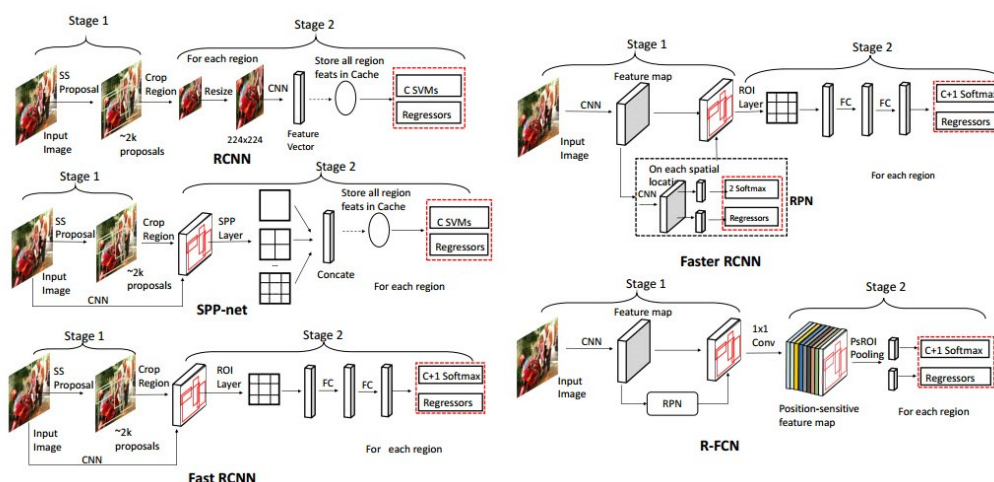 Stage 1
Stage 2
SS
Proposal
Crop
Region
For each region
Resize
CNN
Store all region
feats in Cache
C SVMs
Regressors
Input
Image
~2k
proposals
224x224
Feature
Vector
RCNN
Stage 1
Stage 2
SS
Proposal
Crop
Region
SPP
Layer
...
Concate
Store all region
feats in Cache
C SVMs
Regressors
Input
Image
~2k
proposals
CNN
For each region
SPP-net
Stage 1
Stage 2
SS
Proposal
Crop
Region
ROI
Layer
FC
FC
C+1 Softmax
Regressors
Input
Image
~2k
proposals
CNN
For each region
Fast RCNN
Stage 1
Stage 2
Feature map
CNN
ROI
Layer
FC
FC
C+1 Softmax
Regressors
Input
Image
On each spatial
location
CNN
2 Softmax
Regressors
RPN
For each region
Faster RCNN
Stage 1
Stage 2
Feature map
CNN
1x1
Conv
PsROI
Pooling
C+1 Softmax
Regressors
Input
Image
RPN
Position-sensitive
feature map
For each region
R-FCN